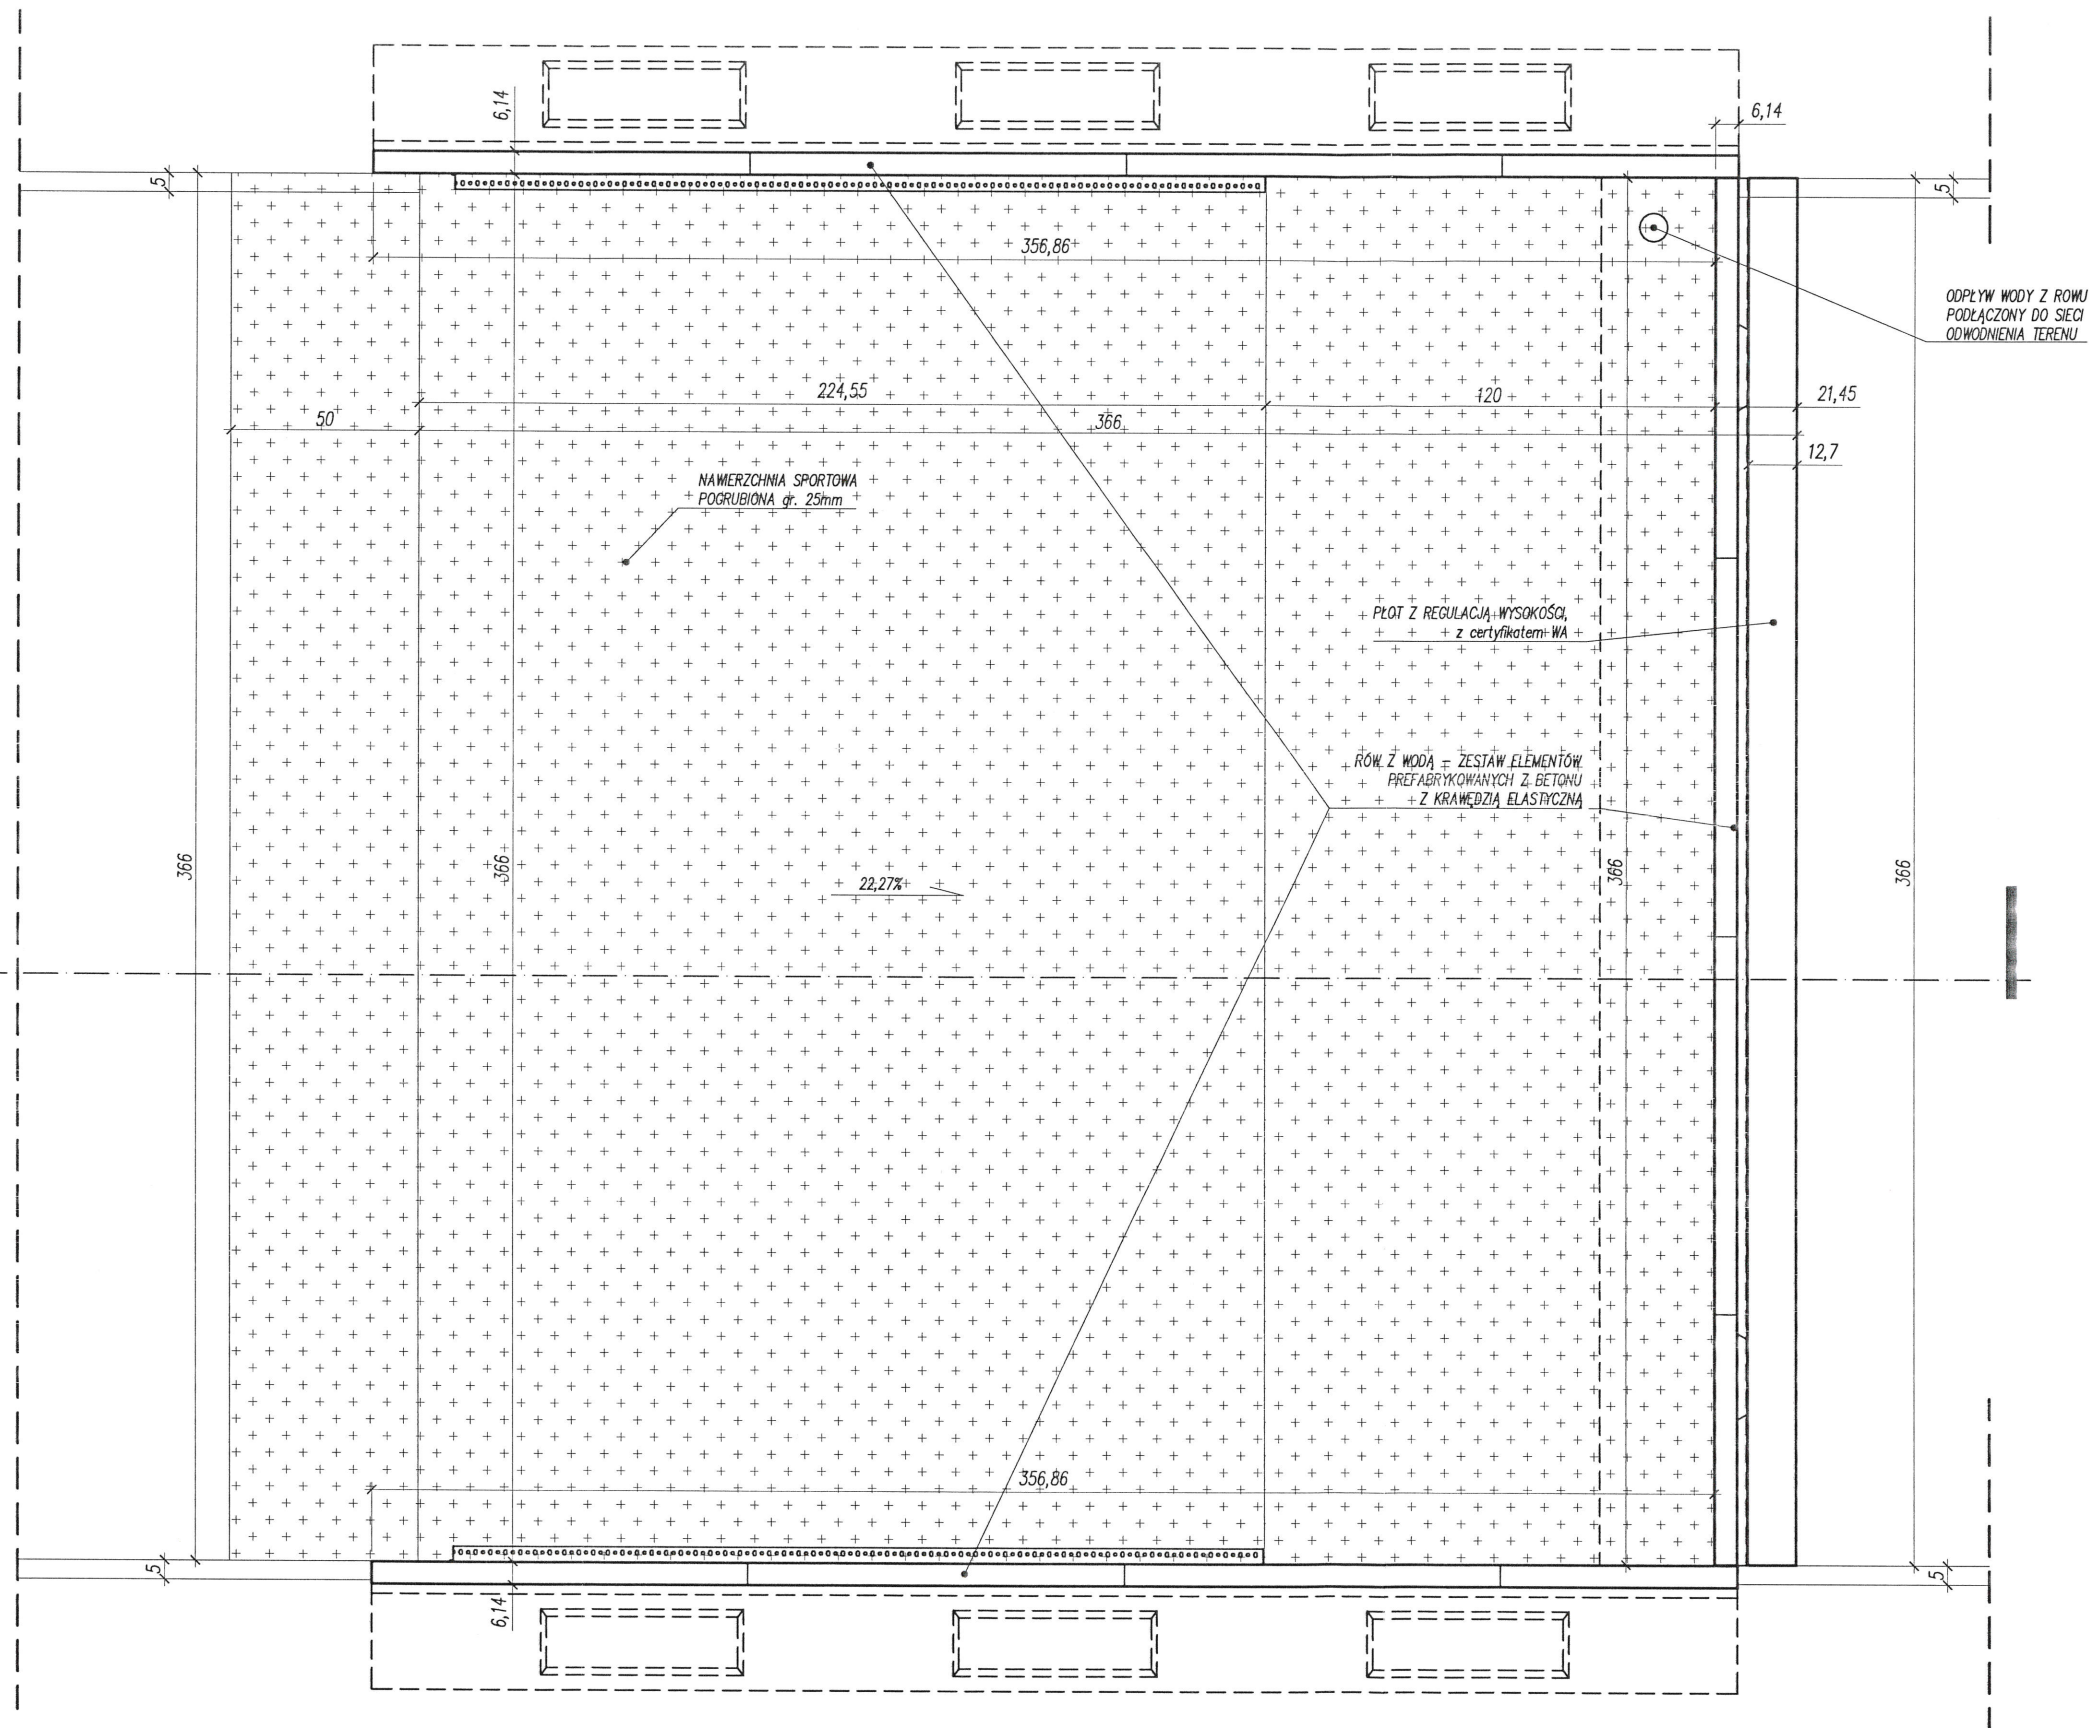 6,14
6,14
5
5
356,86
ODPŁYW WODY Z ROWU
PODŁĄCZONY DO SIECI
ODWODNIENIA TERENU
224,55
120
21,45
50
366
12,7
NAWIERZCHNIA SPORTOWA
POGRUBIONA gr. 25mm
PŁOT Z REGULACJĄ WYSOKOŚCI,
z certyfikatem WA
RÓW Z WODĄ – ZESTAW ELEMENTÓW
PREFABRYKOWANYCH Z BETONU
Z KRAWĘDZIĄ ELASTYCZNĄ
366
366
22,27%
366
366
356,86
5
5
6,14